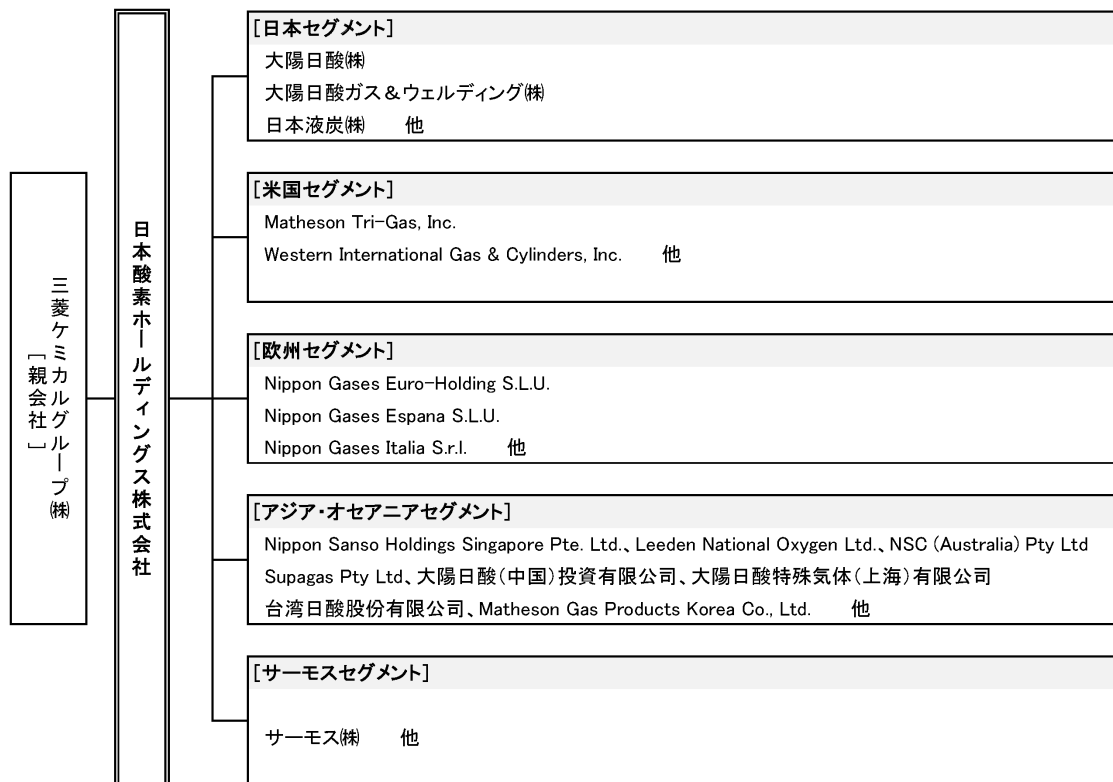 三菱ケミカルグループ㈱
［親会社］
日本酸素ホールディングス株式会社
［日本セグメント］
大陽日酸㈱
大陽日酸ガス＆ウェルディング㈱
日本液炭㈱　　他
［米国セグメント］
Matheson Tri-Gas, Inc.
Western International Gas & Cylinders, Inc.　　他
［欧州セグメント］
Nippon Gases Euro-Holding S.L.U.
Nippon Gases Espana S.L.U.
Nippon Gases Italia S.r.l.　　他
［アジア・オセアニアセグメント］
Nippon Sanso Holdings Singapore Pte. Ltd.、Leeden National Oxygen Ltd.、NSC (Australia) Pty Ltd
Supagas Pty Ltd、大陽日酸（中国）投資有限公司、大陽日酸特殊気体（上海）有限公司
台湾日酸股份有限公司、Matheson Gas Products Korea Co., Ltd.　　他
［サーモスセグメント］
サーモス㈱　　他